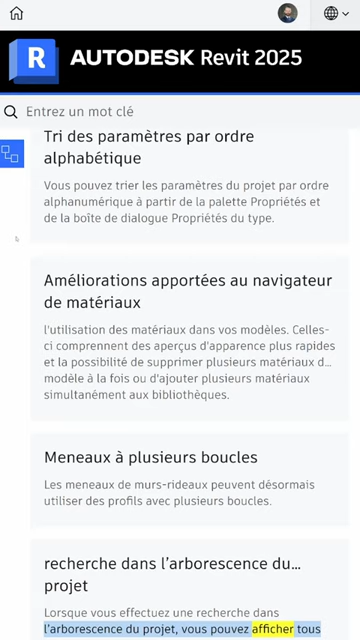 R AUTODESK Revit 2025
Entrez un mot clé
Tri des paramètres par ordre
alphabétique
Vous pouvez trier les paramètres du projet par ordre
alphanumérique à partir de la palette Propriétés et
de la boîte de dialogue Propriétés du type.
Améliorations apportées au navigateur
de matériaux
l'utilisation des matériaux dans vos modèles. Celles-
ci comprennent des aperçus d'apparence plus rapides
et la possibilité de supprimer plusieurs matériaux d...
modèle à la fois ou d'ajouter plusieurs matériaux
simultanément aux bibliothèques.
Meneaux à plusieurs boucles
Les meneaux de murs-rideaux peuvent désormais
utiliser des profils avec plusieurs boucles.
recherche dans l'arborescence du...
projet
Lorsque vous effectuez une recherche dans
l'arborescence du projet, vous pouvez afficher tous